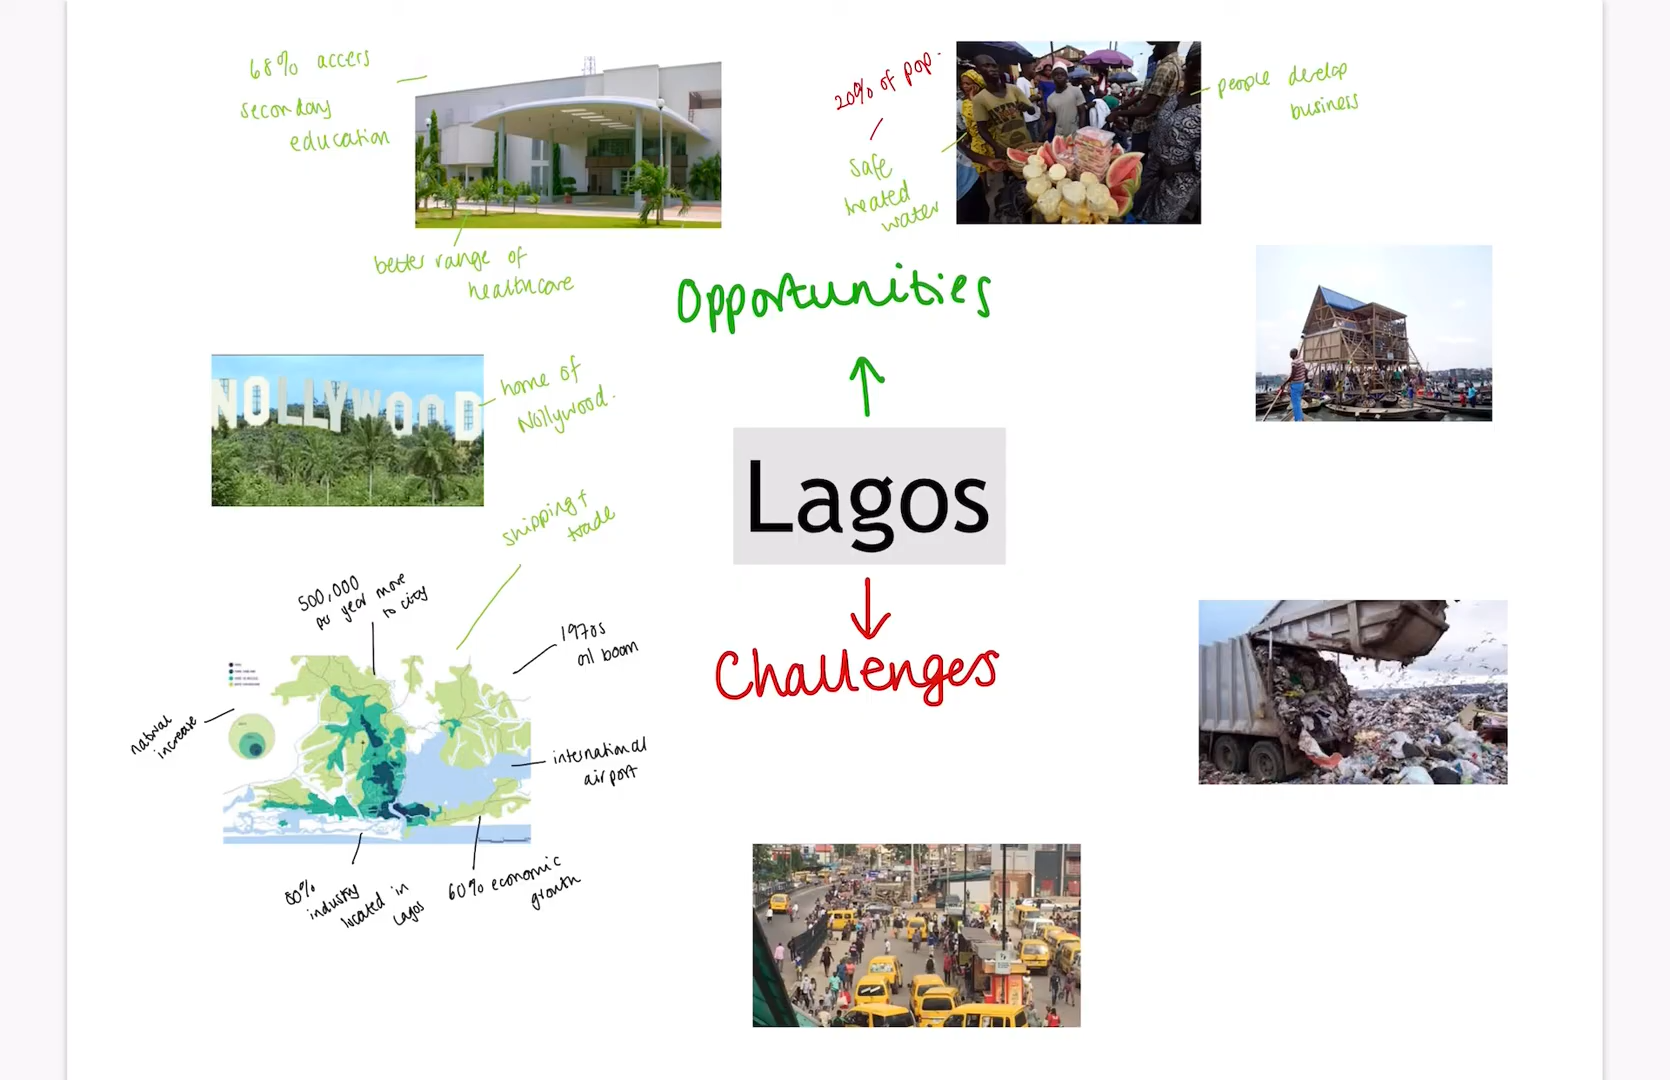 68% access
secondary
education
better range of
healthcare
20% of pop.
safe
treated
water
people develop
business
Opportunities
NOLLYWOOD
home of
Nollywood.
Lagos
Challenges
shipping +
trade
500,000
per year move
to city
1970s
oil boom
natural
increase
international
airport
80%
industry
located in
Lagos
60% economic
growth